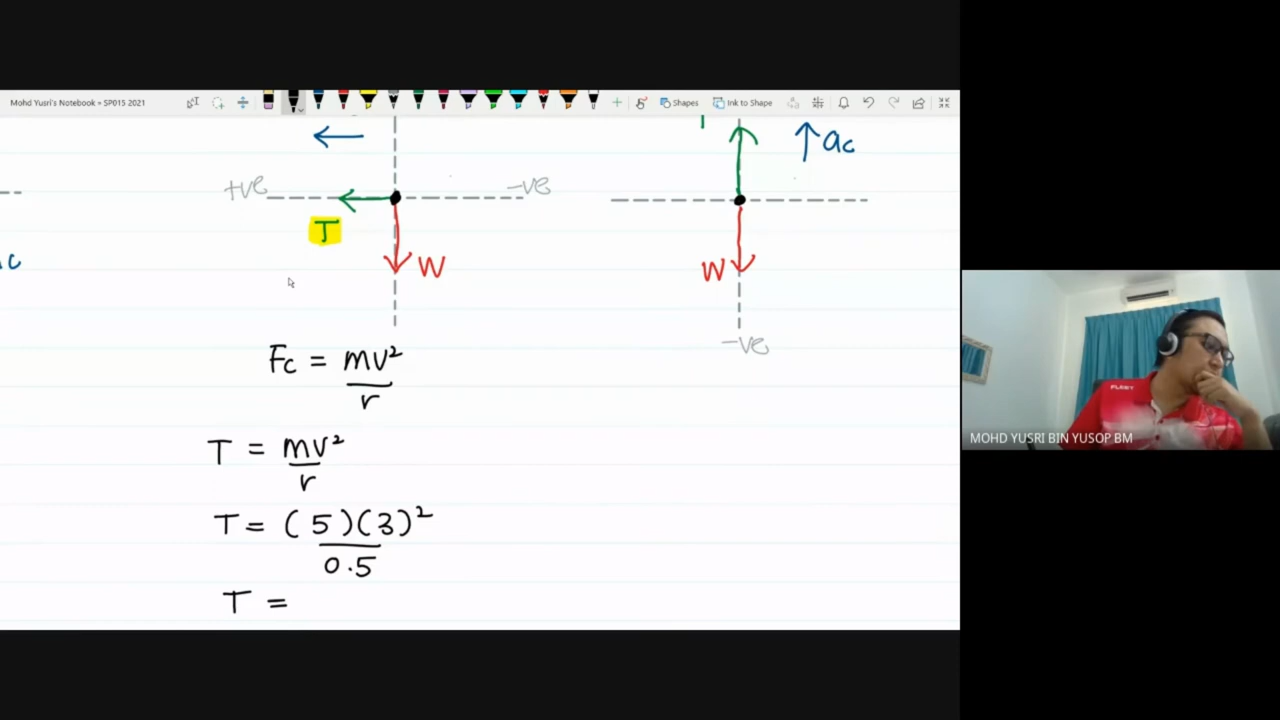 Mohd Yusri's Notebook » SP015 2021
Shapes
Ink to Shape
ac
+ve
-ve
T
W
W
-ve
Fc = mv²
r
T = mv²
r
T = (5)(3)²
0.5
T =
FLEET
MOHD YUSRI BIN YUSOP BM